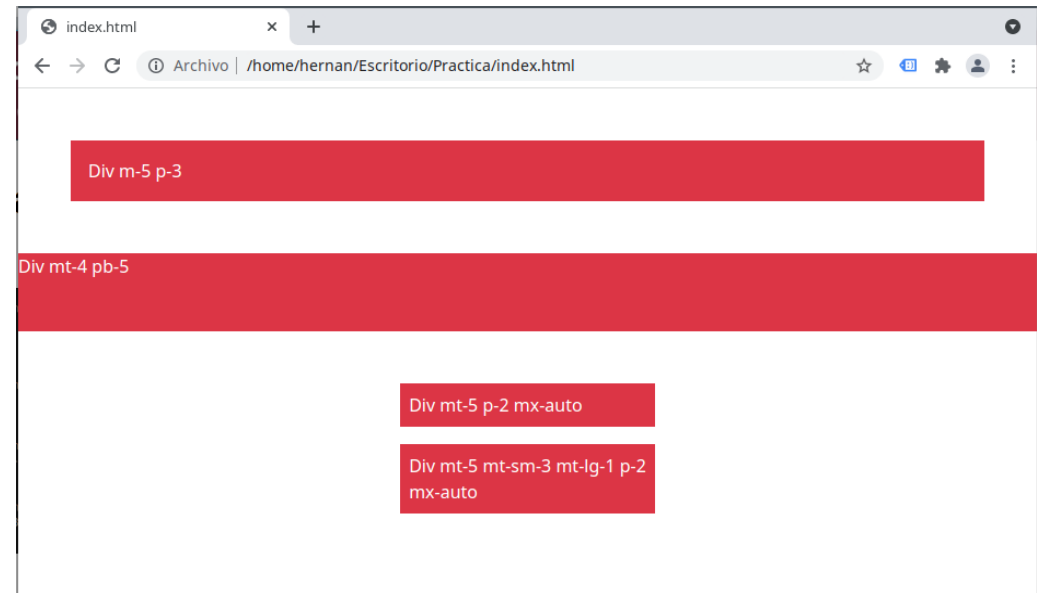 index.html
Archivo /home/hernan/Escritorio/Practica/index.html
Div m-5 p-3
Div mt-4 pb-5
Div mt-5 p-2 mx-auto
Div mt-5 mt-sm-3 mt-lg-1 p-2
mx-auto